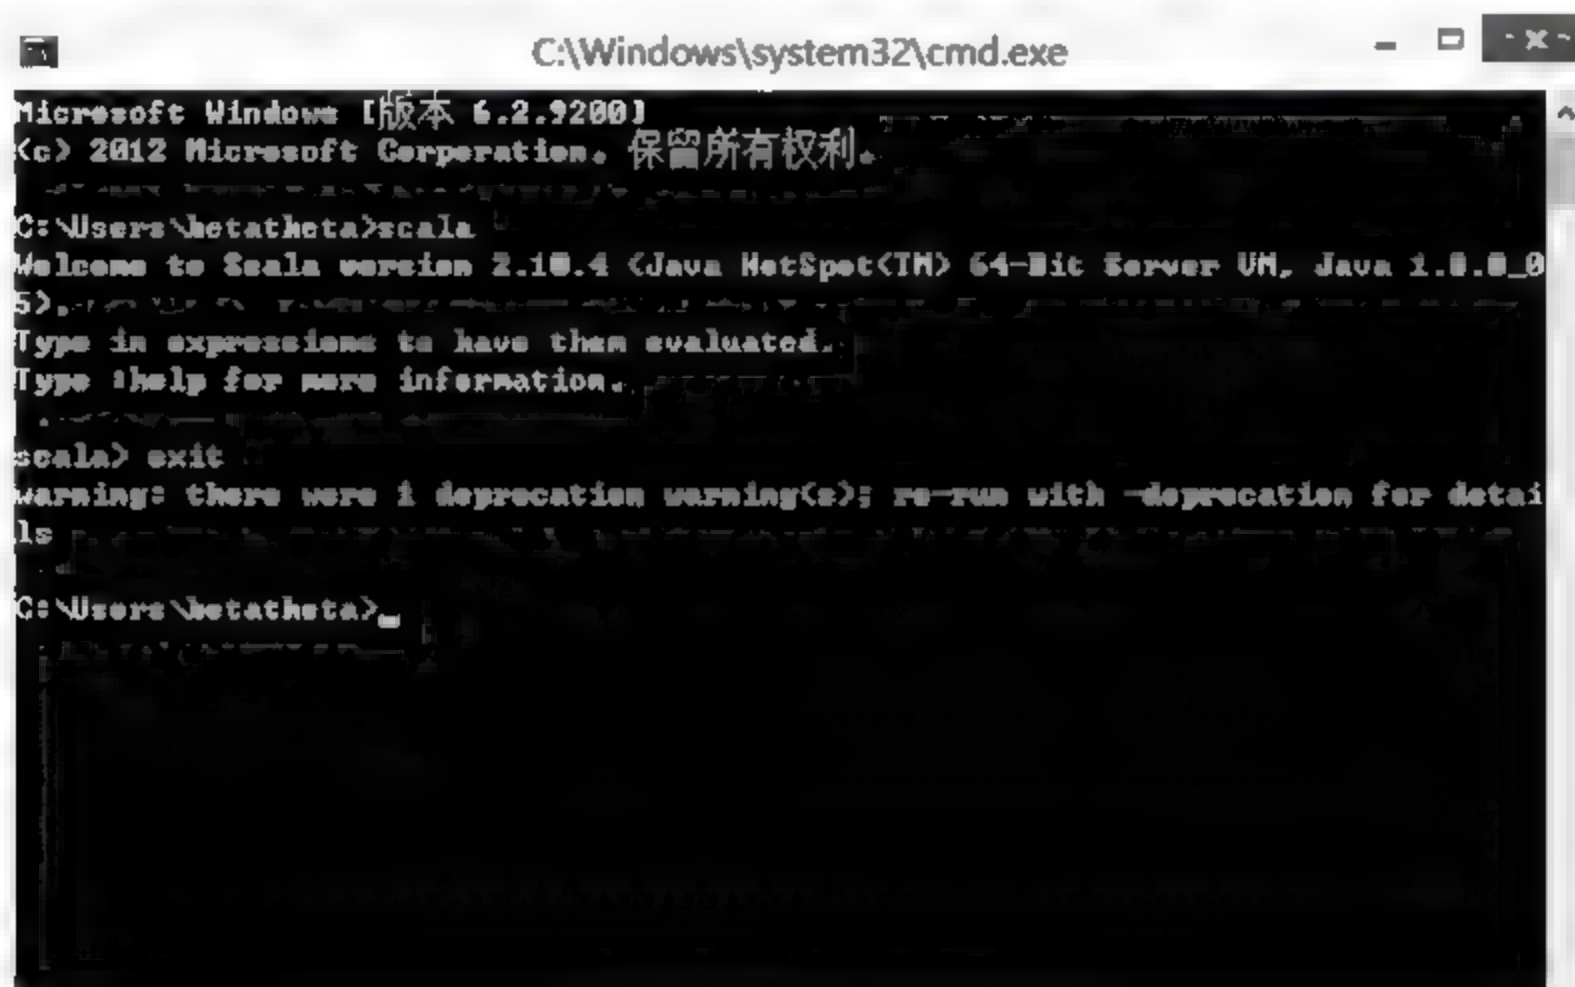 C:\Windows\system32\cmd.exe
Microsoft Windows [版本 6.2.9200]
(c) 2012 Microsoft Corporation。保留所有权利。
C:\Users\hetatheta>scala
Welcome to Scala version 2.10.4 (Java HotSpot(TM) 64-Bit Server VM, Java 1.8.0_0
5).
Type in expressions to have them evaluated.
Type :help for more information.
scala> exit
warning: there were 1 deprecation warning(s); re-run with -deprecation for detai
ls
C:\Users\hetatheta>